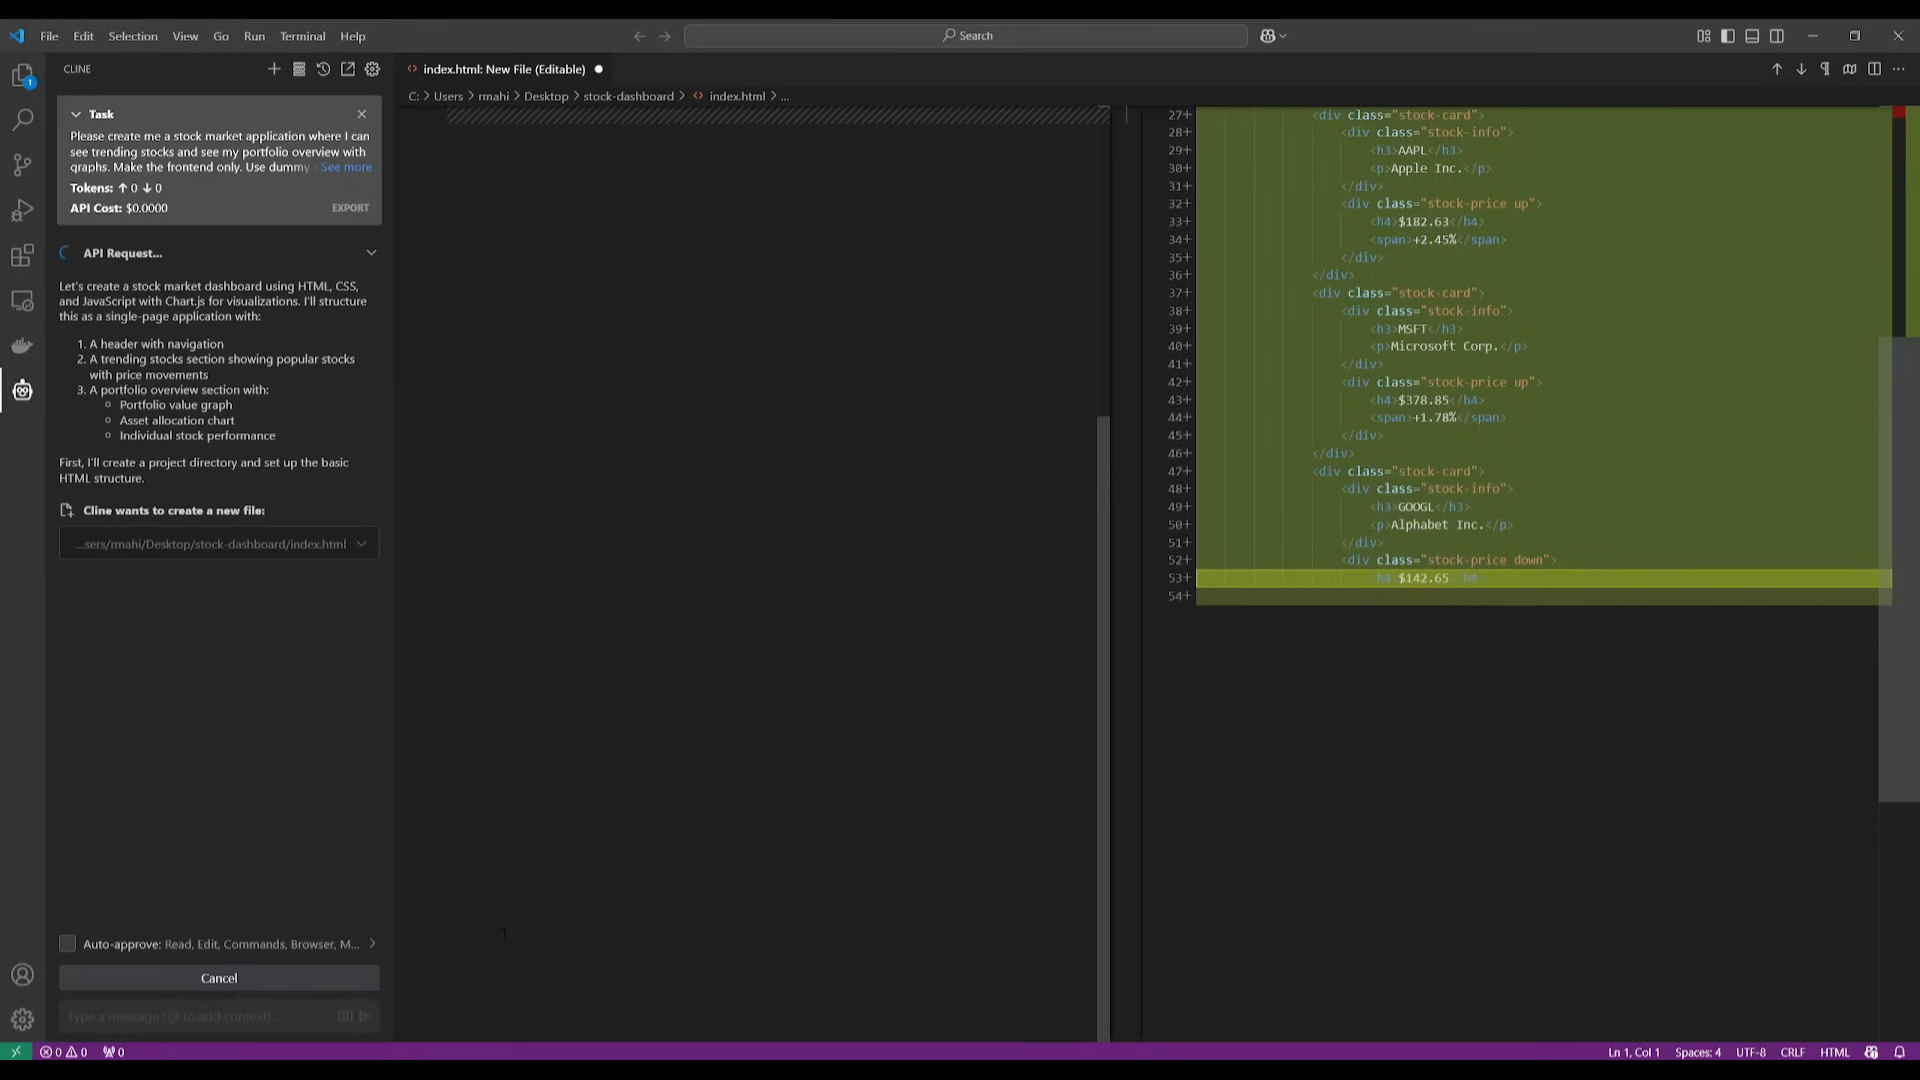 File Edit Selection View Go Run Terminal Help
Search
CLINE
index.html: New File (Editable)
C: > Users > rmahi > Desktop > stock-dashboard > index.html > ...
1
Task
Please create me a stock market application where I can
see trending stocks and see my portfolio overview with
graphs. Make the frontend only. Use dummy See more
Tokens: ↑ 0 ↓ 0
API Cost: $0.0000 EXPORT
API Request...
Let's create a stock market dashboard using HTML, CSS,
and JavaScript with Chart.js for visualizations. I'll structure
this as a single-page application with:
1. A header with navigation
2. A trending stocks section showing popular stocks
with price movements
3. A portfolio overview section with:
Portfolio value graph
Asset allocation chart
Individual stock performance
First, I'll create a project directory and set up the basic
HTML structure.
Cline wants to create a new file:
...sers/rmahi/Desktop/stock-dashboard/index.html
Auto-approve: Read, Edit, Commands, Browser, M...
Cancel
Type a message (@ to add context)...
27+ <div class="stock-card">
28+ <div class="stock-info">
29+ <h3>AAPL</h3>
30+ <p>Apple Inc.</p>
31+ </div>
32+ <div class="stock-price up">
33+ <h4>$182.63</h4>
34+ <span>+2.45%</span>
35+ </div>
36+ </div>
37+ <div class="stock-card">
38+ <div class="stock-info">
39+ <h3>MSFT</h3>
40+ <p>Microsoft Corp.</p>
41+ </div>
42+ <div class="stock-price up">
43+ <h4>$378.85</h4>
44+ <span>+1.78%</span>
45+ </div>
46+ </div>
47+ <div class="stock-card">
48+ <div class="stock-info">
49+ <h3>GOOGL</h3>
50+ <p>Alphabet Inc.</p>
51+ </div>
52+ <div class="stock-price down">
53+ <h4>$142.65</h4>
54+
0 0 0
Ln 1, Col 1 Spaces: 4 UTF-8 CRLF HTML